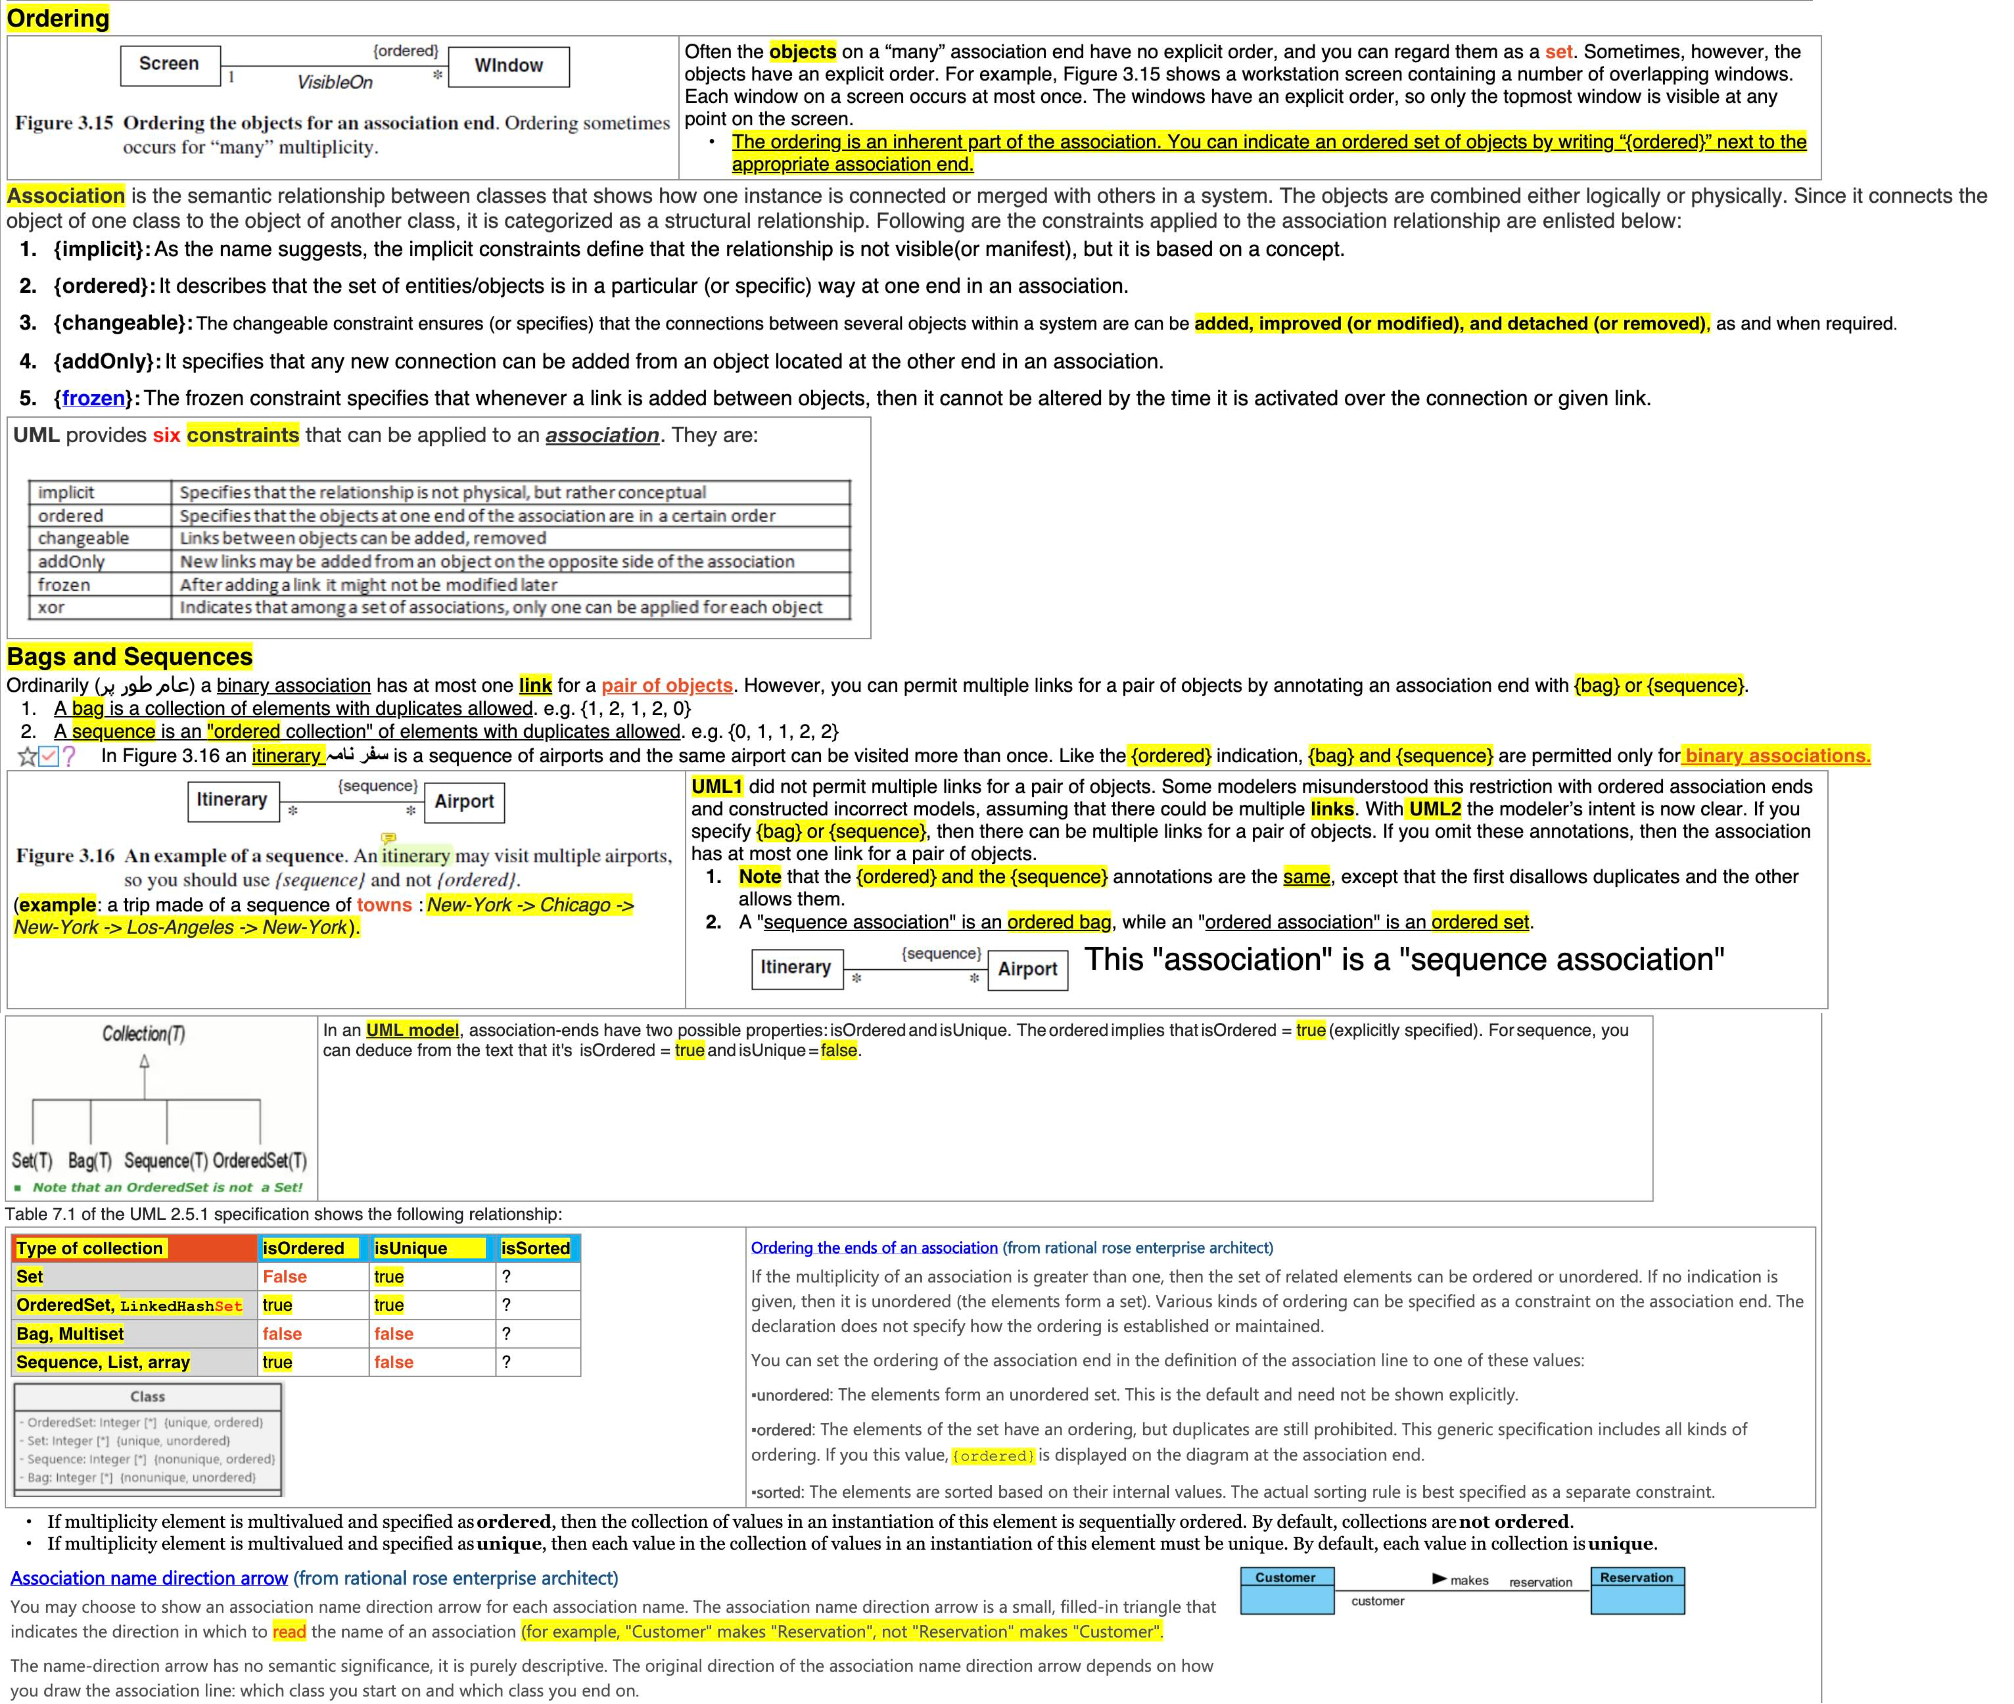 Ordering
Screen
1
VisibleOn
{ordered}
*
WIndow
Figure 3.15 Ordering the objects for an association end. Ordering sometimes
occurs for “many” multiplicity.
Often the objects on a “many” association end have no explicit order, and you can regard them as a set. Sometimes, however, the
objects have an explicit order. For example, Figure 3.15 shows a workstation screen containing a number of overlapping windows.
Each window on a screen occurs at most once. The windows have an explicit order, so only the topmost window is visible at any
point on the screen.
• The ordering is an inherent part of the association. You can indicate an ordered set of objects by writing “{ordered}” next to the
appropriate association end.
Association is the semantic relationship between classes that shows how one instance is connected or merged with others in a system. The objects are combined either logically or physically. Since it connects the
object of one class to the object of another class, it is categorized as a structural relationship. Following are the constraints applied to the association relationship are enlisted below:
1. {implicit}: As the name suggests, the implicit constraints define that the relationship is not visible(or manifest), but it is based on a concept.
2. {ordered}: It describes that the set of entities/objects is in a particular (or specific) way at one end in an association.
3. {changeable}: The changeable constraint ensures (or specifies) that the connections between several objects within a system are can be added, improved (or modified), and detached (or removed), as and when required.
4. {addOnly}: It specifies that any new connection can be added from an object located at the other end in an association.
5. {frozen}: The frozen constraint specifies that whenever a link is added between objects, then it cannot be altered by the time it is activated over the connection or given link.
UML provides six constraints that can be applied to an association. They are:
implicit Specifies that the relationship is not physical, but rather conceptual
ordered Specifies that the objects at one end of the association are in a certain order
changeable Links between objects can be added, removed
addOnly New links may be added from an object on the opposite side of the association
frozen After adding a link it might not be modified later
xor Indicates that among a set of associations, only one can be applied for each object
Bags and Sequences
Ordinarily (عام طور پر) a binary association has at most one link for a pair of objects. However, you can permit multiple links for a pair of objects by annotating an association end with {bag} or {sequence}.
1. A bag is a collection of elements with duplicates allowed. e.g. {1, 2, 1, 2, 0}
2. A sequence is an "ordered collection" of elements with duplicates allowed. e.g. {0, 1, 1, 2, 2}
In Figure 3.16 an itinerary سفر نامہ is a sequence of airports and the same airport can be visited more than once. Like the {ordered} indication, {bag} and {sequence} are permitted only for binary associations.
Itinerary
*
{sequence}
*
Airport
Figure 3.16 An example of a sequence. An itinerary may visit multiple airports,
so you should use {sequence} and not {ordered}.
(example: a trip made of a sequence of towns : New-York -> Chicago ->
New-York -> Los-Angeles -> New-York).
UML1 did not permit multiple links for a pair of objects. Some modelers misunderstood this restriction with ordered association ends
and constructed incorrect models, assuming that there could be multiple links. With UML2 the modeler’s intent is now clear. If you
specify {bag} or {sequence}, then there can be multiple links for a pair of objects. If you omit these annotations, then the association
has at most one link for a pair of objects.
1. Note that the {ordered} and the {sequence} annotations are the same, except that the first disallows duplicates and the other
allows them.
2. A "sequence association" is an ordered bag, while an "ordered association" is an ordered set.
Itinerary
*
{sequence}
*
Airport
This "association" is a "sequence association"
Collection(T)
Set(T) Bag(T) Sequence(T) OrderedSet(T)
▪ Note that an OrderedSet is not a Set!
In an UML model, association-ends have two possible properties: isOrdered and isUnique. The ordered implies that isOrdered = true (explicitly specified). For sequence, you
can deduce from the text that it's isOrdered = true and isUnique = false.
Table 7.1 of the UML 2.5.1 specification shows the following relationship:
Type of collection isOrdered isUnique isSorted
Set False true ?
OrderedSet, LinkedHashSet true true ?
Bag, Multiset false false ?
Sequence, List, array true false ?
Class
- OrderedSet: Integer [*] {unique, ordered}
- Set: Integer [*] {unique, unordered}
- Sequence: Integer [*] {nonunique, ordered}
- Bag: Integer [*] {nonunique, unordered}
Ordering the ends of an association (from rational rose enterprise architect)
If the multiplicity of an association is greater than one, then the set of related elements can be ordered or unordered. If no indication is
given, then it is unordered (the elements form a set). Various kinds of ordering can be specified as a constraint on the association end. The
declaration does not specify how the ordering is established or maintained.
You can set the ordering of the association end in the definition of the association line to one of these values:
▪unordered: The elements form an unordered set. This is the default and need not be shown explicitly.
▪ordered: The elements of the set have an ordering, but duplicates are still prohibited. This generic specification includes all kinds of
ordering. If you this value, {ordered} is displayed on the diagram at the association end.
▪sorted: The elements are sorted based on their internal values. The actual sorting rule is best specified as a separate constraint.
• If multiplicity element is multivalued and specified as ordered, then the collection of values in an instantiation of this element is sequentially ordered. By default, collections are not ordered.
• If multiplicity element is multivalued and specified as unique, then each value in the collection of values in an instantiation of this element must be unique. By default, each value in collection is unique.
Association name direction arrow (from rational rose enterprise architect)
You may choose to show an association name direction arrow for each association name. The association name direction arrow is a small, filled-in triangle that
indicates the direction in which to read the name of an association (for example, "Customer" makes "Reservation", not "Reservation" makes "Customer".
The name-direction arrow has no semantic significance, it is purely descriptive. The original direction of the association name direction arrow depends on how
you draw the association line: which class you start on and which class you end on.
Customer
customer
makes
reservation
Reservation